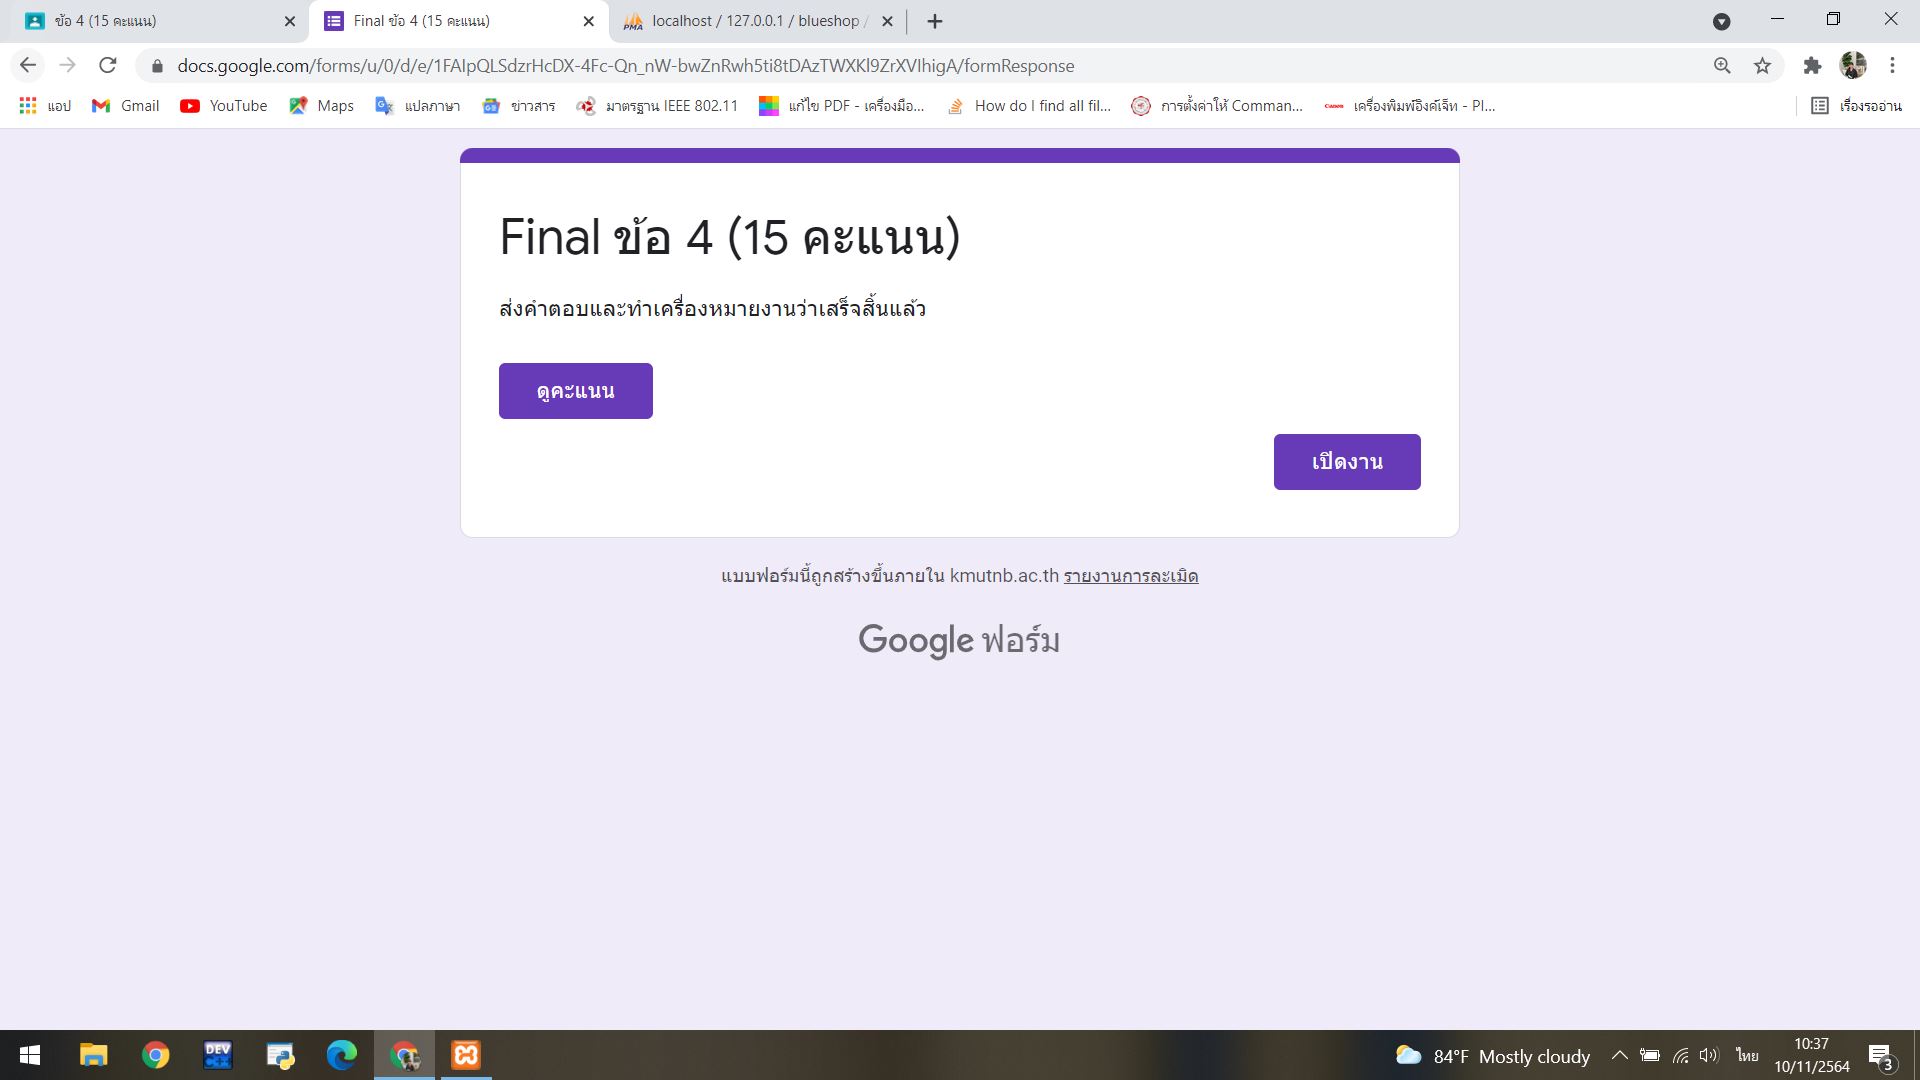 ข้อ 4 (15 คะแนน)
Final ข้อ 4 (15 คะแนน)
localhost / 127.0.0.1 / blueshop /
docs.google.com/forms/u/0/d/e/1FAIpQLSdzrHcDX-4Fc-Qn_nW-bwZnRwh5ti8tDAzTWXKl9ZrXVIhigA/formResponse
แอป Gmail YouTube Maps แปลภาษา ข่าวสาร มาตรฐาน IEEE 802.11 แก้ไข PDF - เครื่องมือ... How do I find all fil... การตั้งค่าให้ Comman... Canon เครื่องพิมพ์อิงค์เจ็ท - PI... เรื่องรออ่าน
Final ข้อ 4 (15 คะแนน)
ส่งคำตอบและทำเครื่องหมายงานว่าเสร็จสิ้นแล้ว
ดูคะแนน
เปิดงาน
แบบฟอร์มนี้ถูกสร้างขึ้นภายใน kmutnb.ac.th รายงานการละเมิด
Google ฟอร์ม
DEV C++
84°F Mostly cloudy
ไทย
10:37
10/11/2564
3